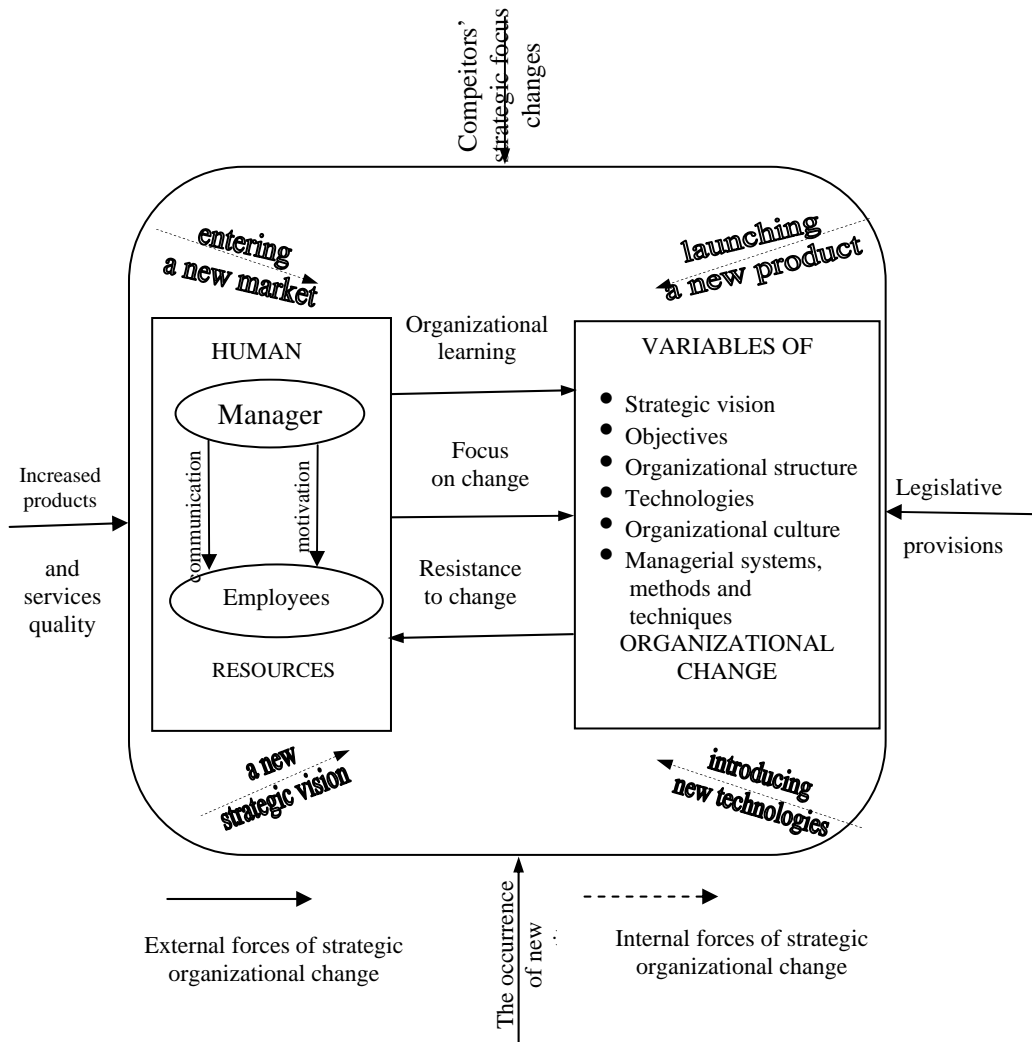 Compeitors'
strategic focus
changes
entering
a new market
launching
a new product
HUMAN
Manager
communication
motivation
Employees
RESOURCES
Organizational
learning
Focus
on change
Resistance
to change
VARIABLES OF
• Strategic vision
• Objectives
• Organizational structure
• Technologies
• Organizational culture
• Managerial systems,
methods and
techniques
ORGANIZATIONAL
CHANGE
Increased
products
and
services
quality
Legislative
provisions
a new
strategic vision
introducing
new technologies
External forces of strategic
organizational change
The occurrence
of new
Internal forces of strategic
organizational change